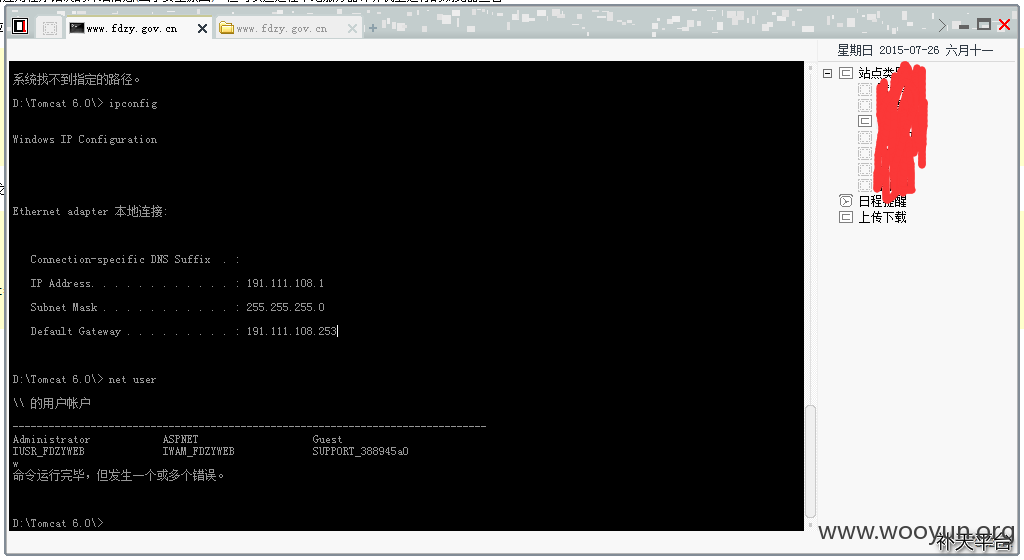 www.fdzy.gov.cn
www.fdzy.gov.cn
星期日 2015-07-26 六月十一
系统找不到指定的路径。
D:\Tomcat 6.0\> ipconfig
Windows IP Configuration
Ethernet adapter 本地连接:
Connection-specific DNS Suffix . :
IP Address. . . . . . . . . . . . : 191.111.108.1
Subnet Mask . . . . . . . . . . . : 255.255.255.0
Default Gateway . . . . . . . . . : 191.111.108.253
D:\Tomcat 6.0\> net user
\\ 的用户帐户
-------------------------------------------------------------------------------
Administrator ASPNET Guest
IUSR_FDZYWEB IWAM_FDZYWEB SUPPORT_388945a0
w
命令运行完毕，但发生一个或多个错误。
D:\Tomcat 6.0\>
站点类
日程提醒
上传下载
www.wooyun.org
补天平台